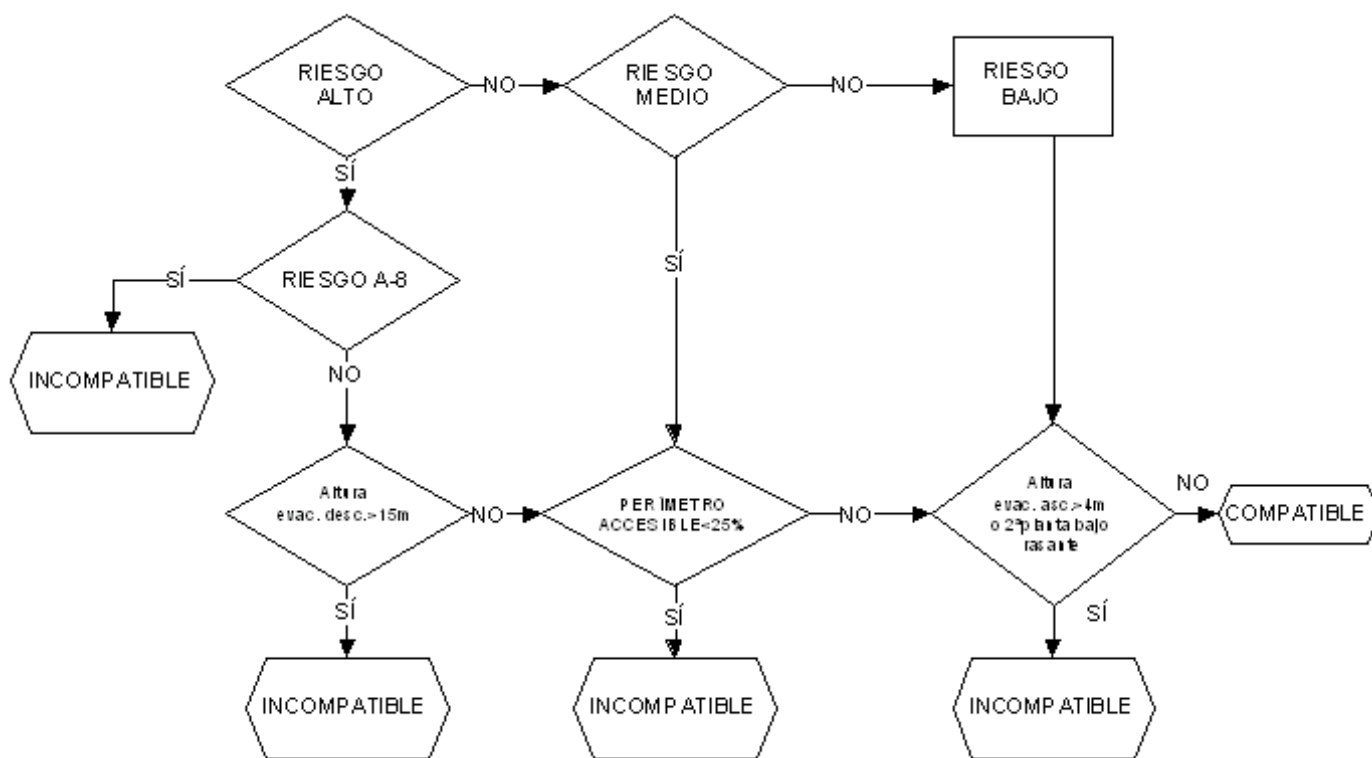 RIESGO
ALTO
NO
RIESGO
MEDIO
NO
RIESGO
BAJO
SÍ
SÍ
RIESGO A-8
SÍ
INCOMPATIBLE
NO
Altura
evac. desc.>15m
NO
PERÍMETRO
ACCESIBLE<25%
NO
Altura
evac. asc.>4m
o 2ªplanta bajo
rasante
NO
COMPATIBLE
SÍ
SÍ
SÍ
INCOMPATIBLE
INCOMPATIBLE
INCOMPATIBLE